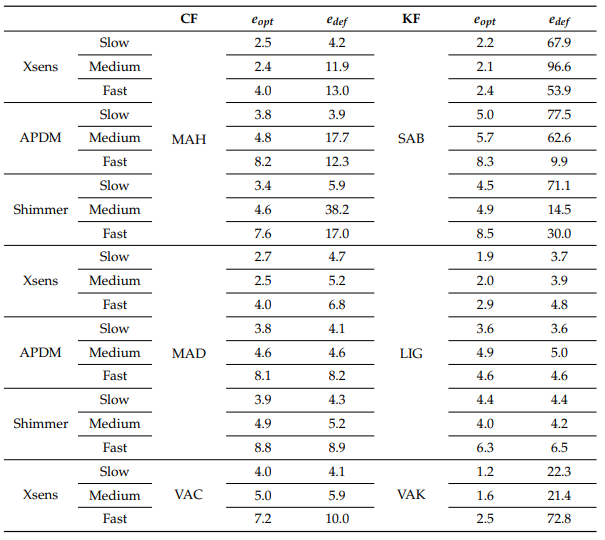 CF e_opt e_def KF e_opt e_def
Slow 2.5 4.2 2.2 67.9
Xsens Medium 2.4 11.9 2.1 96.6
Fast 4.0 13.0 2.4 53.9
Slow 3.8 3.9 5.0 77.5
APDM Medium MAH 4.8 17.7 SAB 5.7 62.6
Fast 8.2 12.3 8.3 9.9
Slow 3.4 5.9 4.5 71.1
Shimmer Medium 4.6 38.2 4.9 14.5
Fast 7.6 17.0 8.5 30.0
Slow 2.7 4.7 1.9 3.7
Xsens Medium 2.5 5.2 2.0 3.9
Fast 4.0 6.8 2.9 4.8
Slow 3.8 4.1 3.6 3.6
APDM Medium MAD 4.6 4.6 LIG 4.9 5.0
Fast 8.1 8.2 4.6 4.6
Slow 3.9 4.3 4.4 4.4
Shimmer Medium 4.9 5.2 4.0 4.2
Fast 8.8 8.9 6.3 6.5
Slow 4.0 4.1 1.2 22.3
Xsens Medium VAC 5.0 5.9 VAK 1.6 21.4
Fast 7.2 10.0 2.5 72.8